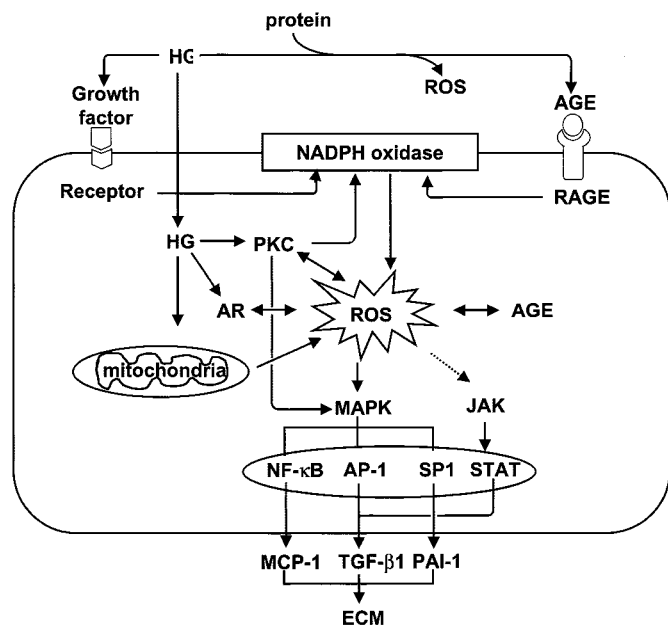 protein
HG
ROS
Growth
factor
AGE
NADPH oxidase
Receptor
RAGE
HG
PKC
AR
ROS
AGE
mitochondria
MAPK
JAK
NF-κB
AP-1
SP1
STAT
MCP-1
TGF-β1
PAI-1
ECM